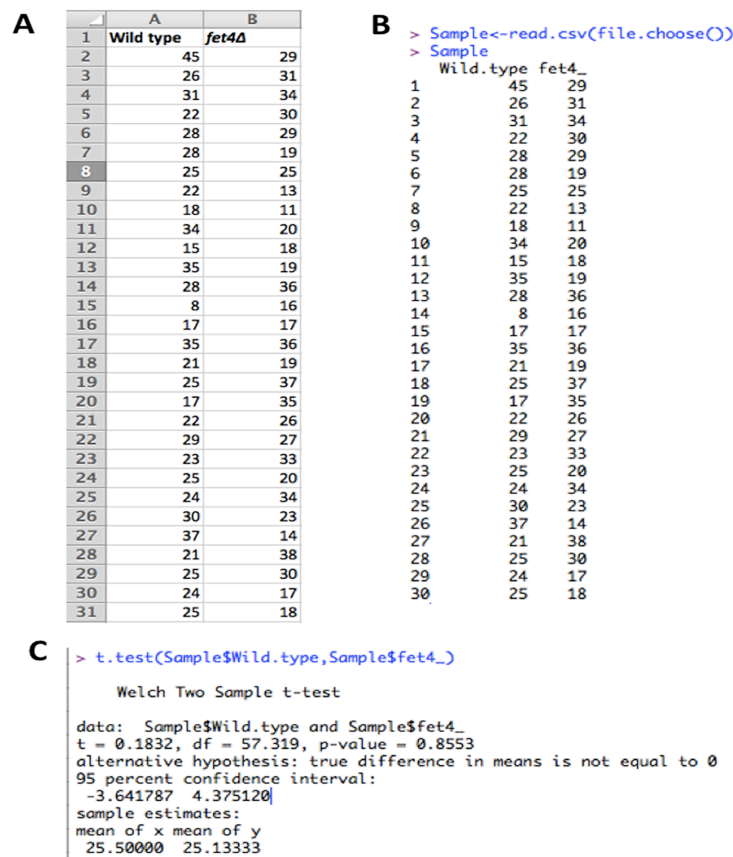 A
A B
1 Wild type fet4Δ
2 45 29
3 26 31
4 31 34
5 22 30
6 28 29
7 28 19
8 25 25
9 22 13
10 18 11
11 34 20
12 15 18
13 35 19
14 28 36
15 8 16
16 17 17
17 35 36
18 21 19
19 25 37
20 17 35
21 22 26
22 29 27
23 23 33
24 25 20
25 24 34
26 30 23
27 37 14
28 21 38
29 25 30
30 24 17
31 25 18
B
> Sample<-read.csv(file.choose())
> Sample
Wild.type fet4_
1 45 29
2 26 31
3 31 34
4 22 30
5 28 29
6 28 19
7 25 25
8 22 13
9 18 11
10 34 20
11 15 18
12 35 19
13 28 36
14 8 16
15 17 17
16 35 36
17 21 19
18 25 37
19 17 35
20 22 26
21 29 27
22 23 33
23 25 20
24 24 34
25 30 23
26 37 14
27 21 38
28 25 30
29 24 17
30 25 18
C
> t.test(Sample$Wild.type,Sample$fet4_)
Welch Two Sample t-test
data: Sample$Wild.type and Sample$fet4_
t = 0.1832, df = 57.319, p-value = 0.8553
alternative hypothesis: true difference in means is not equal to 0
95 percent confidence interval:
-3.641787 4.375120
sample estimates:
mean of x mean of y
25.50000 25.13333